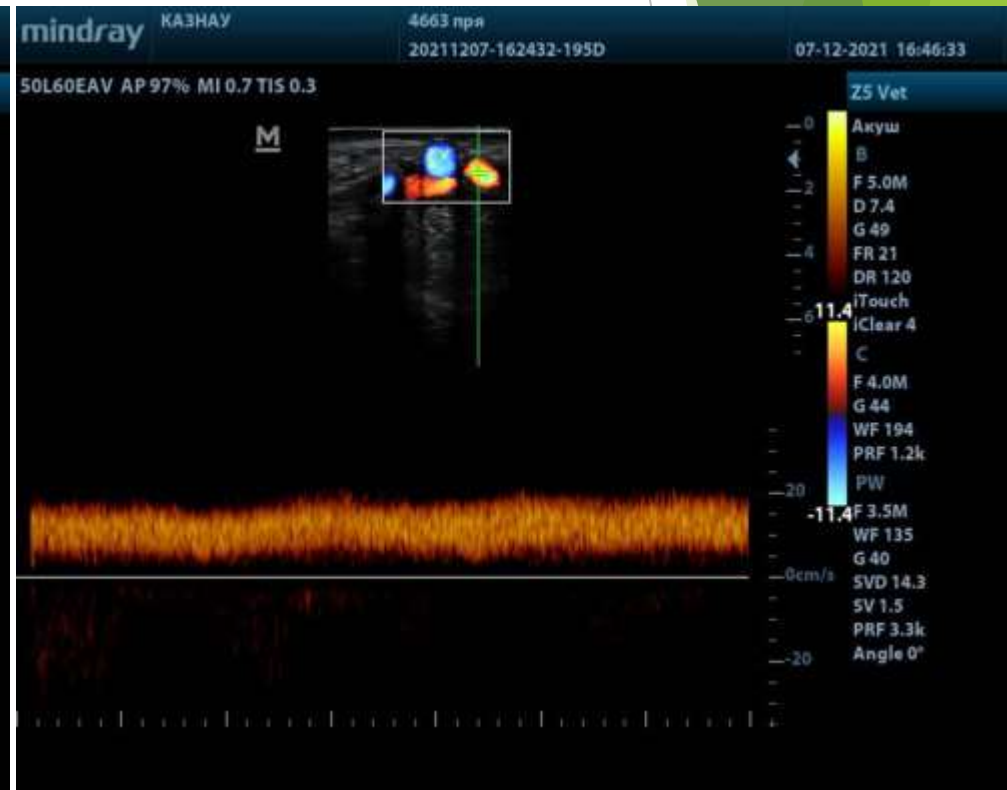 mindray
КАЗНАУ
4663 пря
20211207-162432-195D
07-12-2021 16:46:33
50L60EAV AP 97% MI 0.7 TIS 0.3
Z5 Vet
M
0
2
4
6
Акуш
B
F 5.0M
D 7.4
G 49
FR 21
DR 120
iTouch
iClear 4
11.4
C
F 4.0M
G 44
WF 194
PRF 1.2k
PW
-11.4
F 3.5M
WF 135
G 40
SVD 14.3
SV 1.5
PRF 3.3k
Angle 0°
20
0cm/s
-20